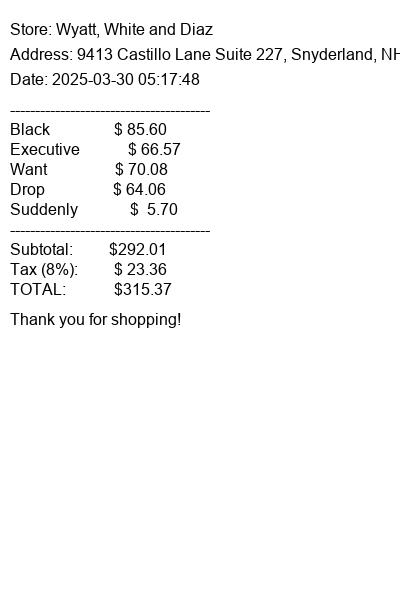 Store: Wyatt, White and Diaz
Address: 9413 Castillo Lane Suite 227, Snyderland, NH
Date: 2025-03-30 05:17:48
----------------------------------------
Black $ 85.60
Executive $ 66.57
Want $ 70.08
Drop $ 64.06
Suddenly $  5.70
----------------------------------------
Subtotal: $292.01
Tax (8%): $ 23.36
TOTAL: $315.37
Thank you for shopping!